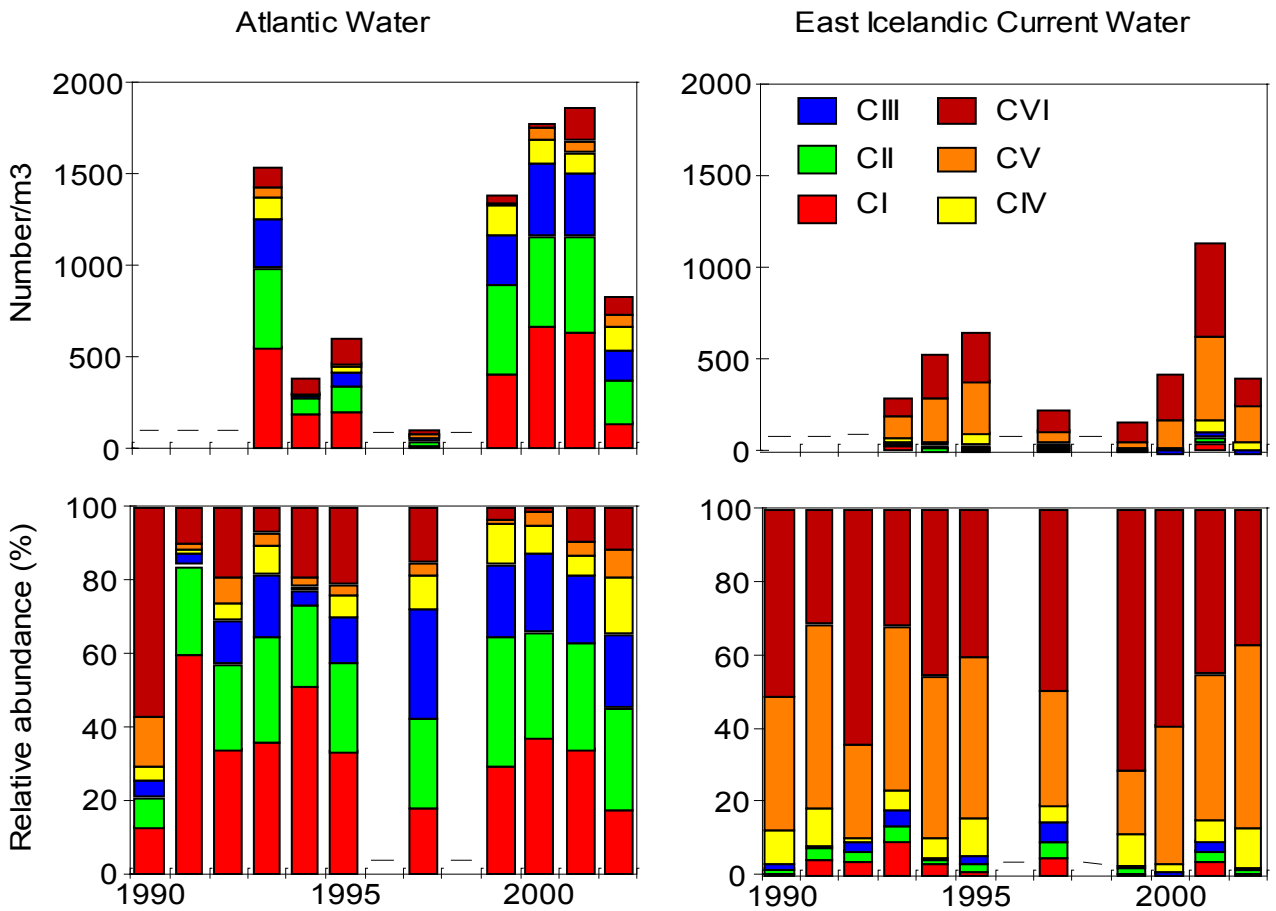 Atlantic Water
East Icelandic Current Water
Number/m3
2000
1500
1000
500
0
2000
1500
1000
500
0
CIII CVI
CII CV
CI CIV
Relative abundance (%)
100
80
60
40
20
0
1990 1995 2000
100
80
60
40
20
0
1990 1995 2000